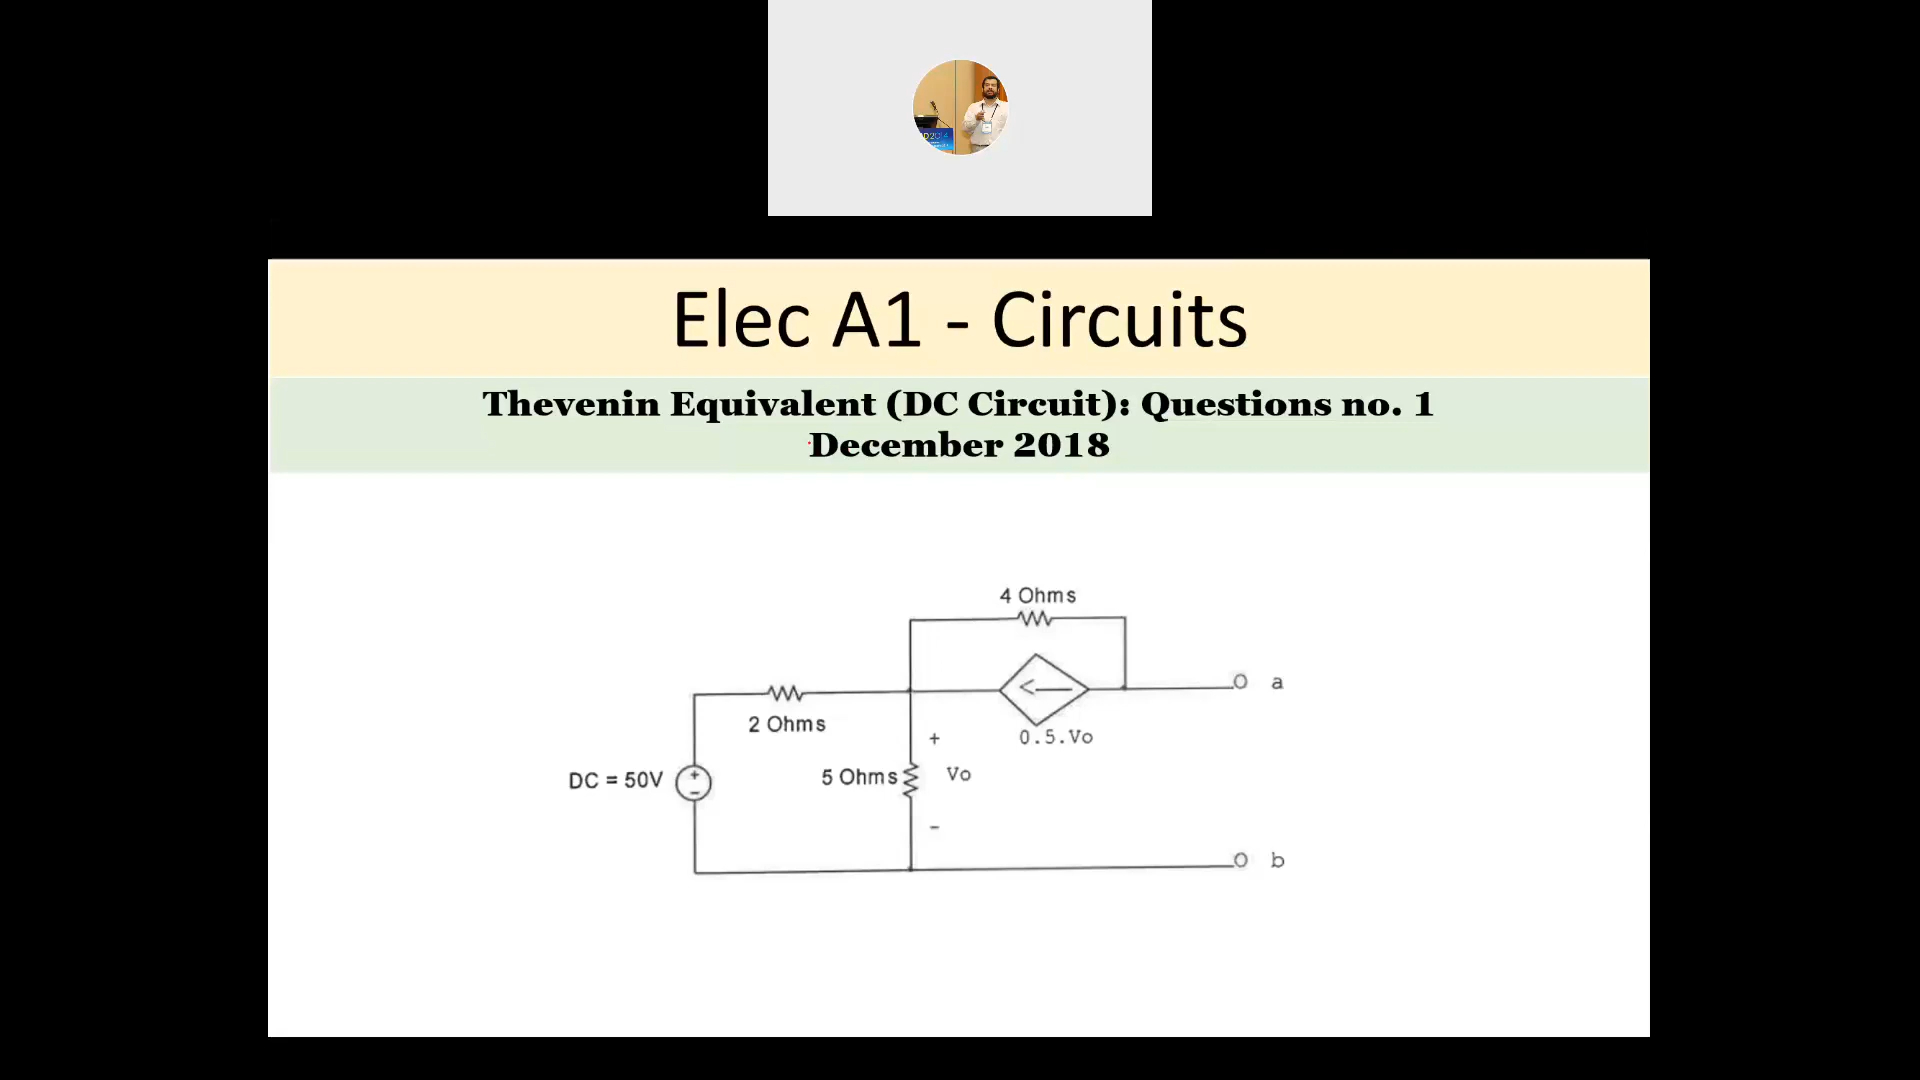 Elec A1 - Circuits
Thevenin Equivalent (DC Circuit): Questions no. 1
December 2018
4 Ohms
a
2 Ohms
+
0.5.Vo
DC = 50V
+
−
5 Ohms
Vo
−
b